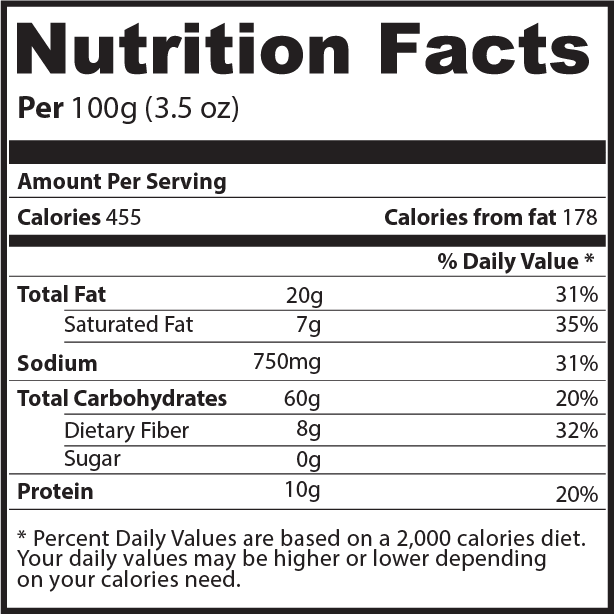 Nutrition Facts
Per 100g (3.5 oz)
Amount Per Serving
Calories 455 Calories from fat 178
% Daily Value *
Total Fat 20g 31%
Saturated Fat 7g 35%
Sodium 750mg 31%
Total Carbohydrates 60g 20%
Dietary Fiber 8g 32%
Sugar 0g
Protein 10g 20%
* Percent Daily Values are based on a 2,000 calories diet.
Your daily values may be higher or lower depending
on your calories need.